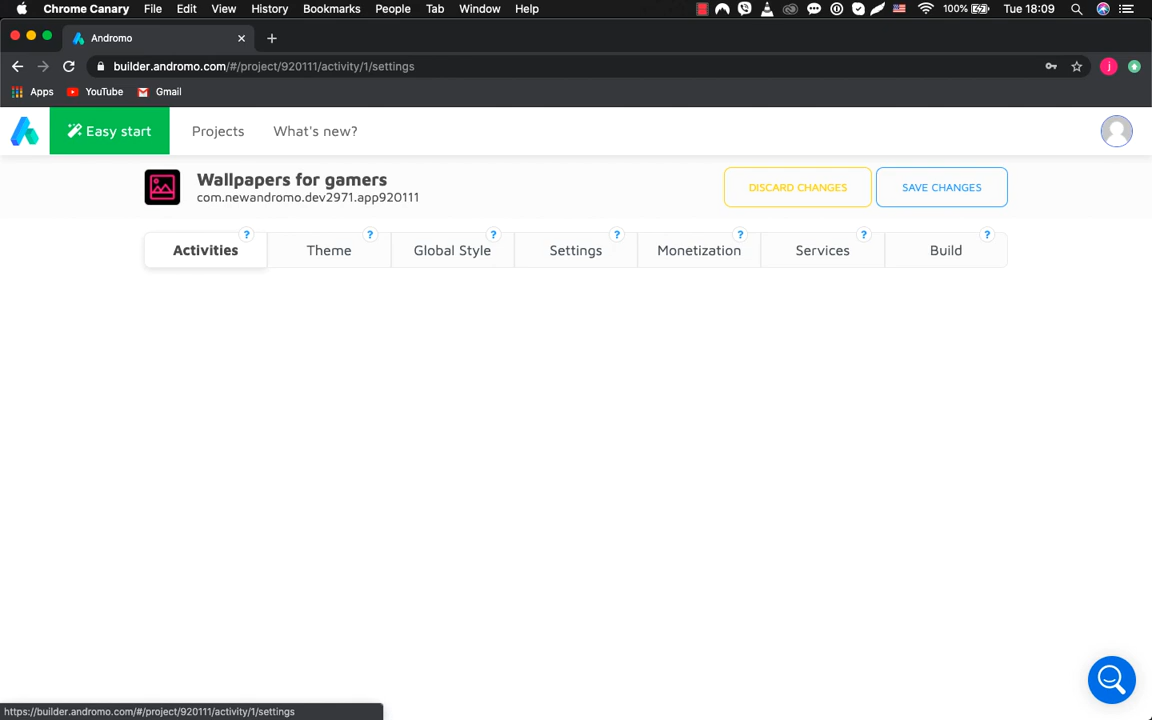 Chrome Canary File Edit View History Bookmarks People Tab Window Help 100% Tue 18:09
Andromo
builder.andromo.com/#/project/920111/activity/1/settings j
Apps YouTube Gmail
Easy start Projects What's new?
Wallpapers for gamers
com.newandromo.dev2971.app920111
DISCARD CHANGES SAVE CHANGES
? ? ? ? ? ? ?
Activities Theme Global Style Settings Monetization Services Build
https://builder.andromo.com/#/project/920111/activity/1/settings